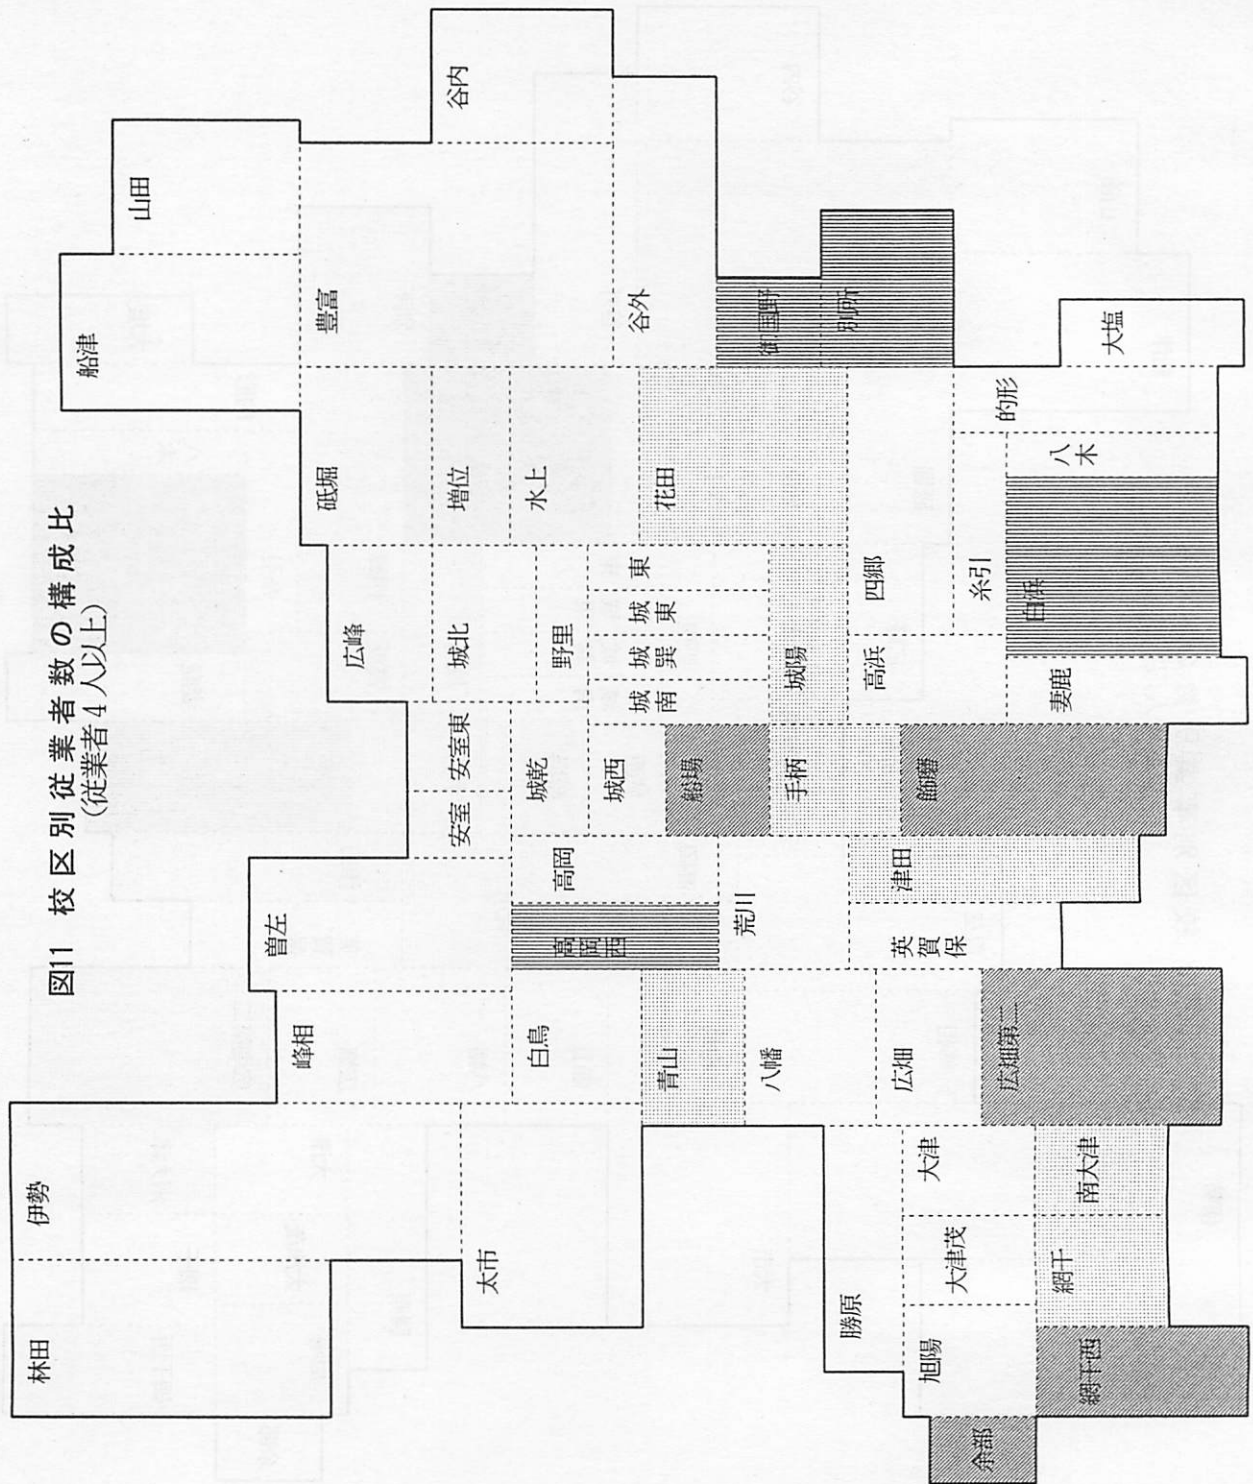 図11 校区別従業者数の構成比
(従業者4人以上)
林田
伊勢
太市
峰相
曽左
白鳥
青山
八幡
広畑
広畑第二
高岡西
高岡
荒川
英賀保
津田
安室
安室東
城乾
城西
船場
手柄
飾磨
広峰
城北
野里
城南
城巽
城東
東
城陽
高浜
四郷
糸引
妻鹿
白浜
八木
的形
大塩
砥堀
増位
水上
花田
船津
山田
豊富
谷内
谷外
御国野
別所
勝原
旭陽
大津茂
大津
南大津
網干
網干西
余部